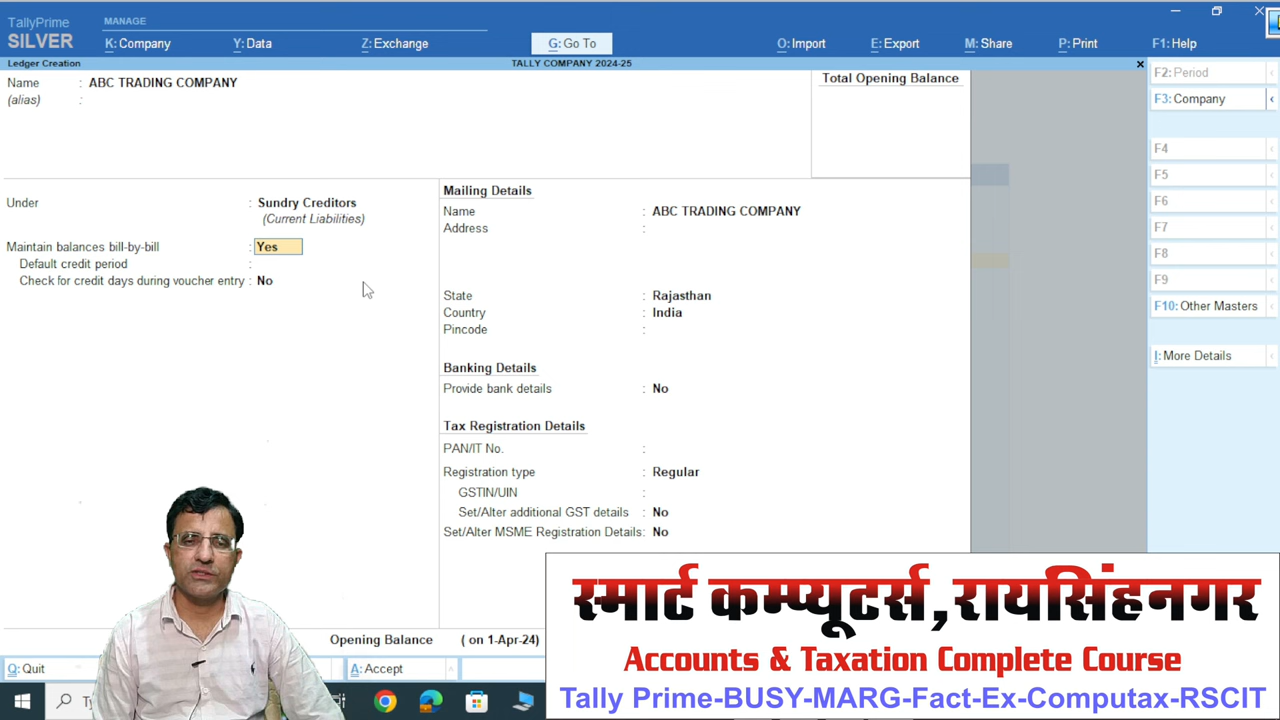 TallyPrime
SILVER
MANAGE
K: Company
Y: Data
Z: Exchange
G: Go To
O: Import
E: Export
M: Share
P: Print
F1: Help
Ledger Creation
TALLY COMPANY 2024-25
Name : ABC TRADING COMPANY
(alias) :
Total Opening Balance
Under : Sundry Creditors
(Current Liabilities)
Maintain balances bill-by-bill : Yes
Default credit period :
Check for credit days during voucher entry : No
Mailing Details
Name : ABC TRADING COMPANY
Address :
State : Rajasthan
Country : India
Pincode :
Banking Details
Provide bank details : No
Tax Registration Details
PAN/IT No. :
Registration type : Regular
GSTIN/UIN :
Set/Alter additional GST details : No
Set/Alter MSME Registration Details: No
Opening Balance ( on 1-Apr-24)
F2: Period
F3: Company
F4
F5
F6
F7
F8
F9
F10: Other Masters
I: More Details
Q: Quit
A: Accept
स्मार्ट कम्प्यूटर्स, रायसिंहनगर
Accounts & Taxation Complete Course
Tally Prime-BUSY-MARG-Fact-Ex-Computax-RSCIT